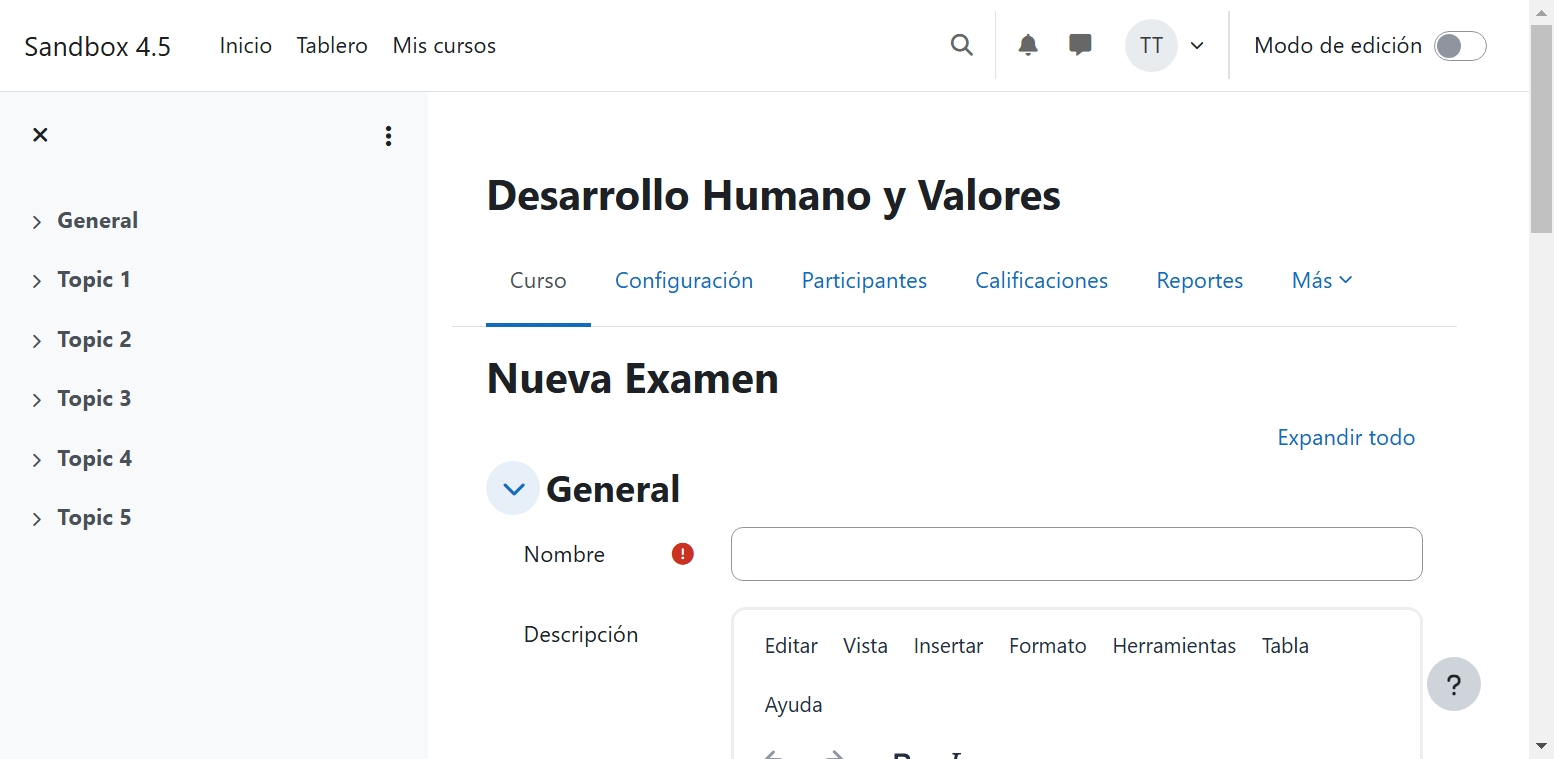 Sandbox 4.5 Inicio Tablero Mis cursos TT Modo de edición
General
Topic 1
Topic 2
Topic 3
Topic 4
Topic 5
Desarrollo Humano y Valores
Curso Configuración Participantes Calificaciones Reportes Más
Nueva Examen
Expandir todo
General
Nombre
Descripción
Editar Vista Insertar Formato Herramientas Tabla
Ayuda
?